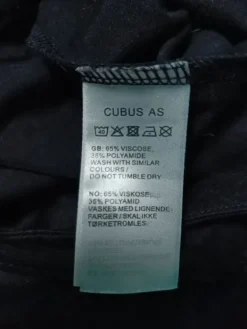 CUBUS AS
40
GB: 65% VISCOSE,
35% POLYAMIDE
WASH WITH SIMILAR
COLOURS /
DO NOT TUMBLE DRY
NO: 65% VISKOSE,
35% POLYAMID
VASKES MED LIGNENDE
FARGER / SKAL IKKE
TØRKETROMLES.